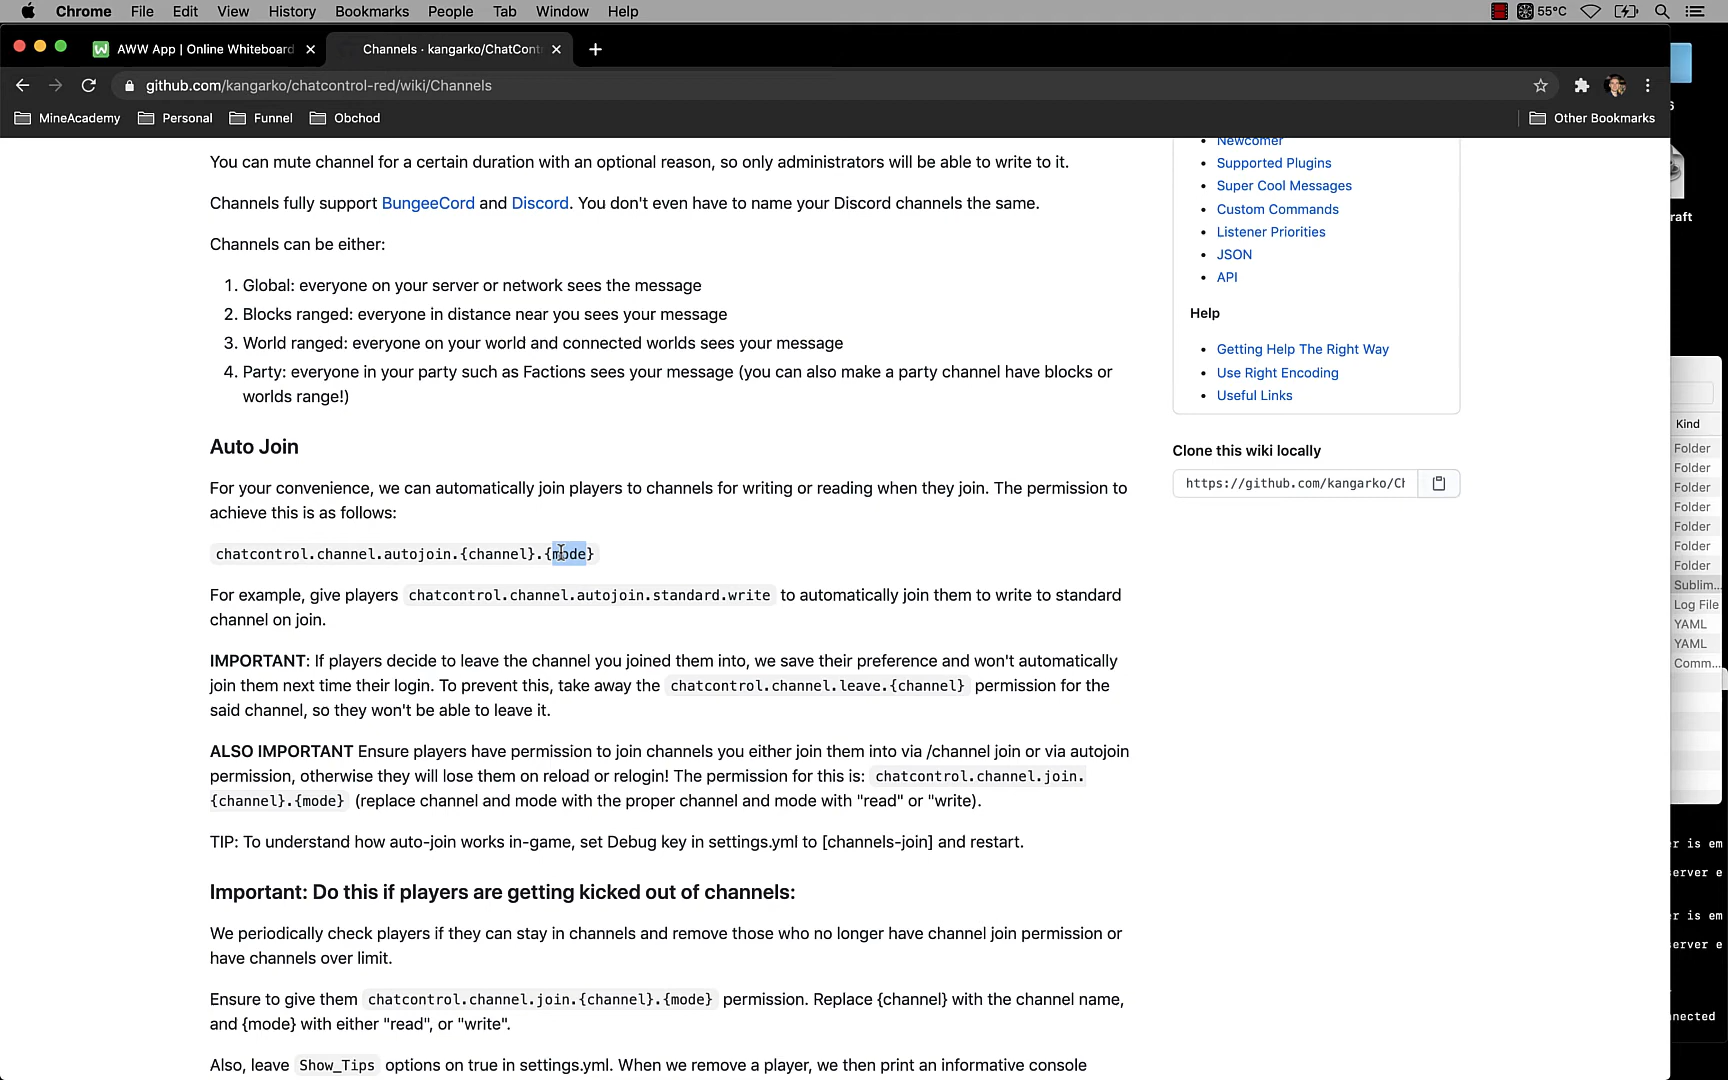 Chrome File Edit View History Bookmarks People Tab Window Help 55°C
AWW App | Online Whiteboard Channels · kangarko/ChatCont
github.com/kangarko/chatcontrol-red/wiki/Channels
MineAcademy Personal Funnel Obchod Other Bookmarks
You can mute channel for a certain duration with an optional reason, so only administrators will be able to write to it.
Channels fully support BungeeCord and Discord. You don't even have to name your Discord channels the same.
Channels can be either:
1. Global: everyone on your server or network sees the message
2. Blocks ranged: everyone in distance near you sees your message
3. World ranged: everyone on your world and connected worlds sees your message
4. Party: everyone in your party such as Factions sees your message (you can also make a party channel have blocks or
worlds range!)
Auto Join
For your convenience, we can automatically join players to channels for writing or reading when they join. The permission to
achieve this is as follows:
chatcontrol.channel.autojoin.{channel}.{mode}
For example, give players chatcontrol.channel.autojoin.standard.write to automatically join them to write to standard
channel on join.
IMPORTANT: If players decide to leave the channel you joined them into, we save their preference and won't automatically
join them next time their login. To prevent this, take away the chatcontrol.channel.leave.{channel} permission for the
said channel, so they won't be able to leave it.
ALSO IMPORTANT Ensure players have permission to join channels you either join them into via /channel join or via autojoin
permission, otherwise they will lose them on reload or relogin! The permission for this is: chatcontrol.channel.join.
{channel}.{mode} (replace channel and mode with the proper channel and mode with "read" or "write).
TIP: To understand how auto-join works in-game, set Debug key in settings.yml to [channels-join] and restart.
Important: Do this if players are getting kicked out of channels:
We periodically check players if they can stay in channels and remove those who no longer have channel join permission or
have channels over limit.
Ensure to give them chatcontrol.channel.join.{channel}.{mode} permission. Replace {channel} with the channel name,
and {mode} with either "read", or "write".
Also, leave Show_Tips options on true in settings.yml. When we remove a player, we then print an informative console
Newcomer
Supported Plugins
Super Cool Messages
Custom Commands
Listener Priorities
JSON
API
Help
Getting Help The Right Way
Use Right Encoding
Useful Links
Clone this wiki locally
https://github.com/kangarko/Ch
raft
Kind
Folder
Folder
Folder
Folder
Folder
Folder
Folder
Sublim...
Log File
YAML
YAML
Comm...
r is em
erver e
r is em
erver e
nnected